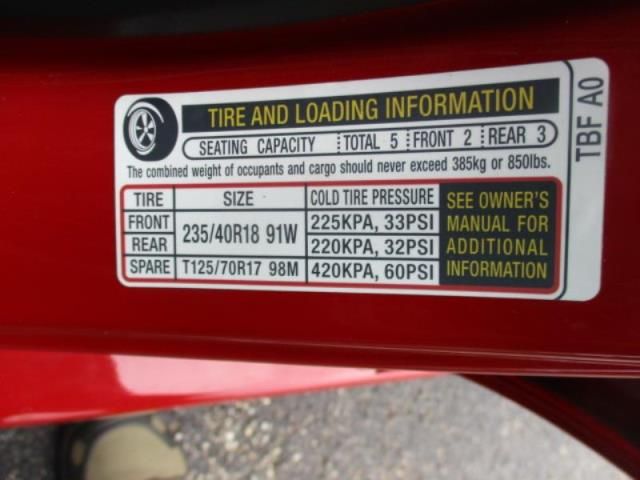 TIRE AND LOADING INFORMATION
SEATING CAPACITY TOTAL 5 FRONT 2 REAR 3
The combined weight of occupants and cargo should never exceed 385kg or 850lbs.
TIRE SIZE COLD TIRE PRESSURE
FRONT 235/40R18 91W 225KPA, 33PSI
REAR 220KPA, 32PSI
SPARE T125/70R17 98M 420KPA, 60PSI
SEE OWNER'S
MANUAL FOR
ADDITIONAL
INFORMATION
TBF A0